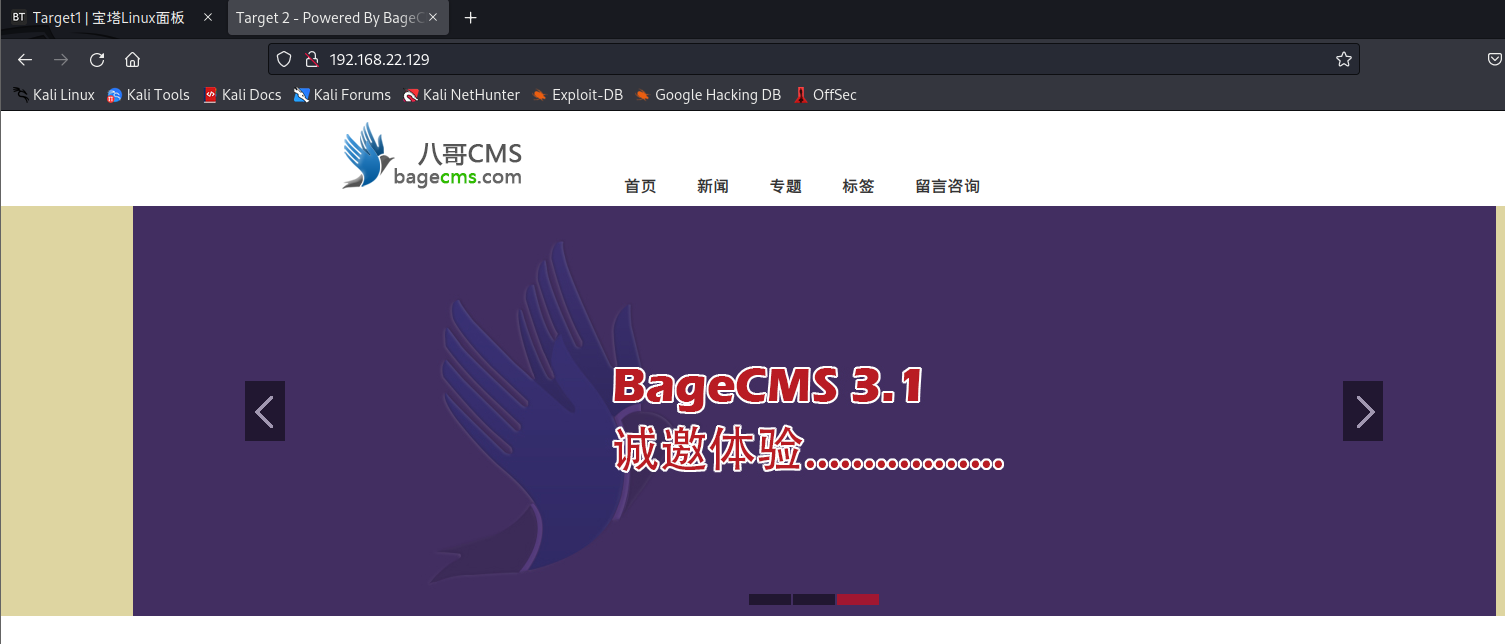 BT Target1 | 宝塔Linux面板
Target 2 - Powered By Bage
192.168.22.129
Kali Linux Kali Tools Kali Docs Kali Forums Kali NetHunter Exploit-DB Google Hacking DB OffSec
八哥CMS
bagecms.com
首页 新闻 专题 标签 留言咨询
BageCMS 3.1
诚邀体验.................